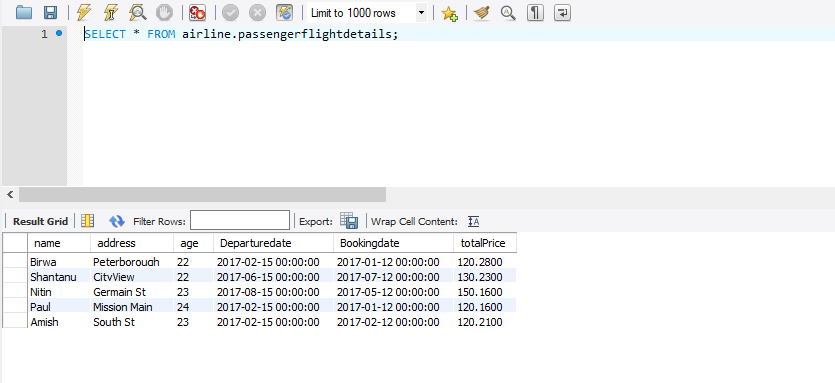 Limit to 1000 rows
1 SELECT * FROM airline.passengerflightdetails;
Result Grid Filter Rows: Export: Wrap Cell Content:
name address age Departuredate Bookingdate totalPrice
Birwa Peterborough 22 2017-02-15 00:00:00 2017-01-12 00:00:00 120.2800
Shantanu CityView 22 2017-06-15 00:00:00 2017-07-12 00:00:00 130.2300
Nitin Germain St 23 2017-08-15 00:00:00 2017-05-12 00:00:00 150.1600
Paul Mission Main 24 2017-02-15 00:00:00 2017-01-12 00:00:00 120.1600
Amish South St 23 2017-02-15 00:00:00 2017-02-12 00:00:00 120.2100